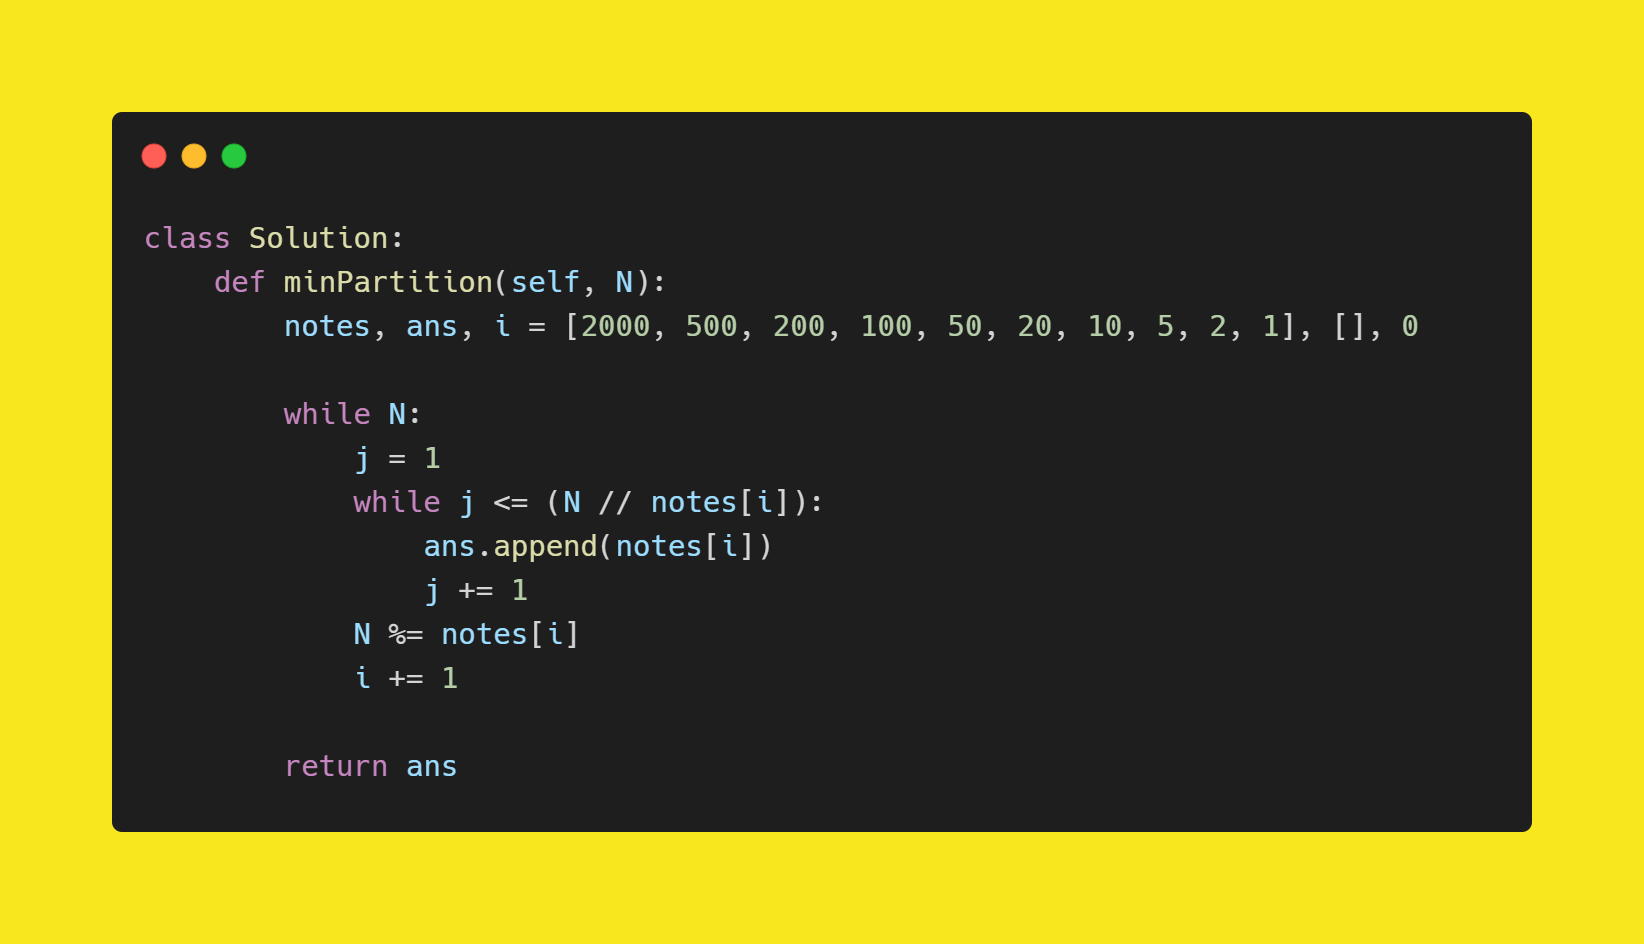 class Solution:
    def minPartition(self, N):
        notes, ans, i = [2000, 500, 200, 100, 50, 20, 10, 5, 2, 1], [], 0

        while N:
            j = 1
            while j <= (N // notes[i]):
                ans.append(notes[i])
                j += 1
            N %= notes[i]
            i += 1

        return ans